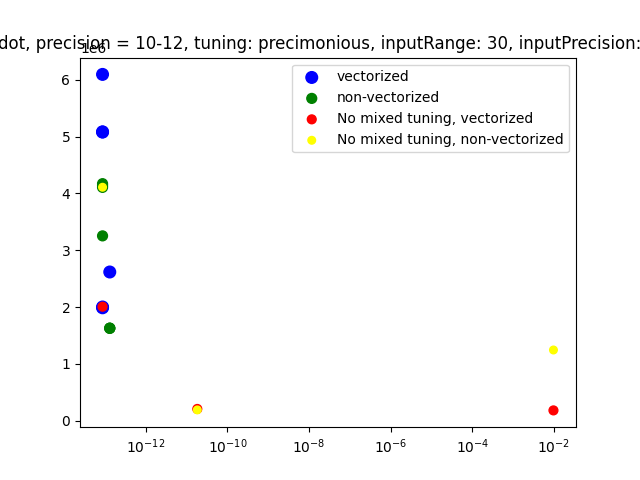 dot, precision = 10-12, tuning: precimonious, inputRange: 30, inputPrecision:
1e6
vectorized
non-vectorized
No mixed tuning, vectorized
No mixed tuning, non-vectorized
6
5
4
3
2
1
0
10⁻¹² 10⁻¹⁰ 10⁻⁸ 10⁻⁶ 10⁻⁴ 10⁻²